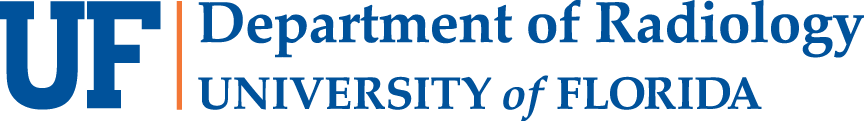 UF
Department of Radiology
UNIVERSITY of FLORIDA